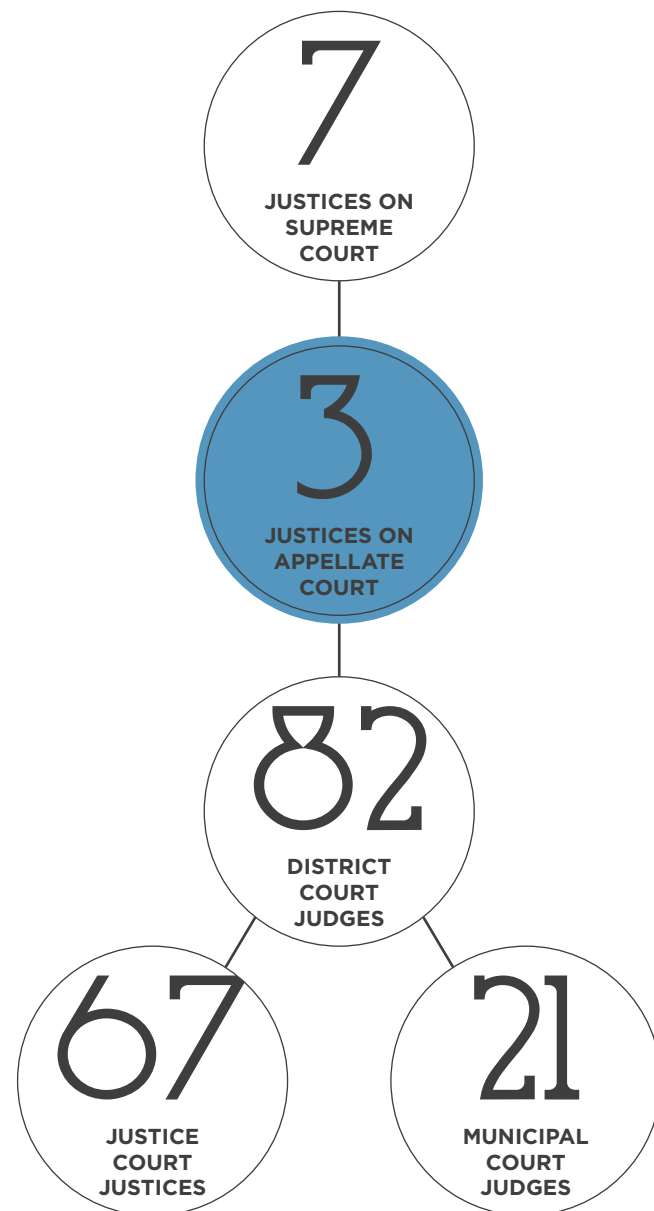 7
JUSTICES ON
SUPREME
COURT
3
JUSTICES ON
APPELLATE
COURT
82
DISTRICT
COURT
JUDGES
67
JUSTICE
COURT
JUSTICES
21
MUNICIPAL
COURT
JUDGES